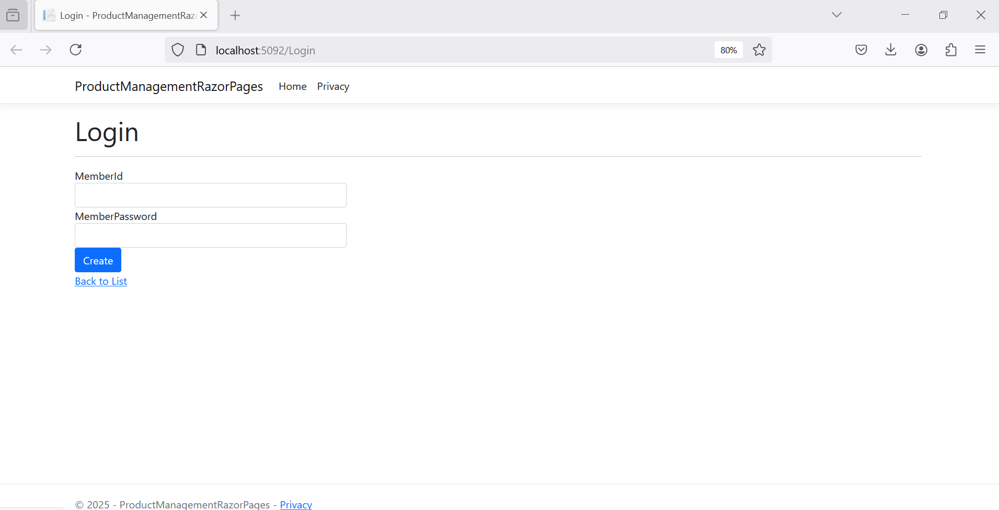 Login - ProductManagementRaz
localhost:5092/Login
80%
ProductManagementRazorPages Home Privacy
Login
MemberId
MemberPassword
Create
Back to List
© 2025 - ProductManagementRazorPages - Privacy